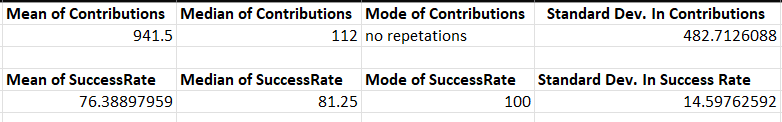 Mean of Contributions Median of Contributions Mode of Contributions Standard Dev. In Contributions
941.5 112 no repetations 482.7126088
Mean of SuccessRate Median of SuccessRate Mode of SuccessRate Standard Dev. In Success Rate
76.38897959 81.25 100 14.59762592